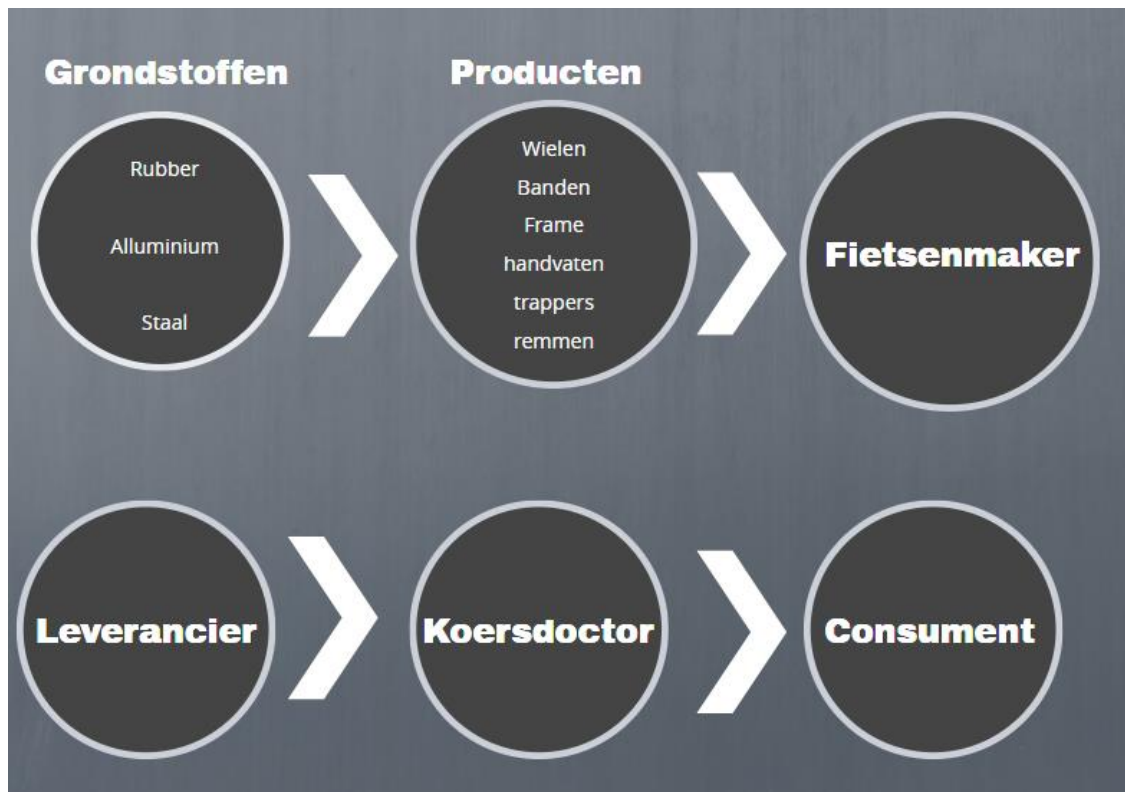 Grondstoffen
Rubber
Alluminium
Staal
Producten
Wielen
Banden
Frame
handvaten
trappers
remmen
Fietsenmaker
Leverancier
Koersdoctor
Consument